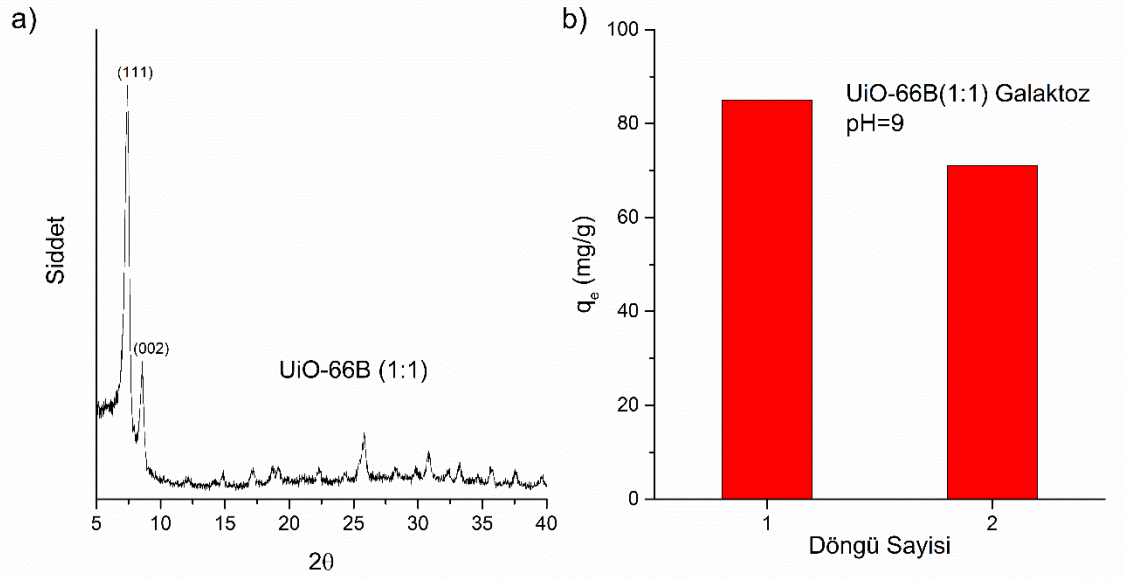 a)
(111)
(002)
Siddet
UiO-66B (1:1)
5 10 15 20 25 30 35 40
2θ
b)
100
80
60
40
20
0
qe (mg/g)
UiO-66B(1:1) Galaktoz
pH=9
1 2
Döngü Sayisi